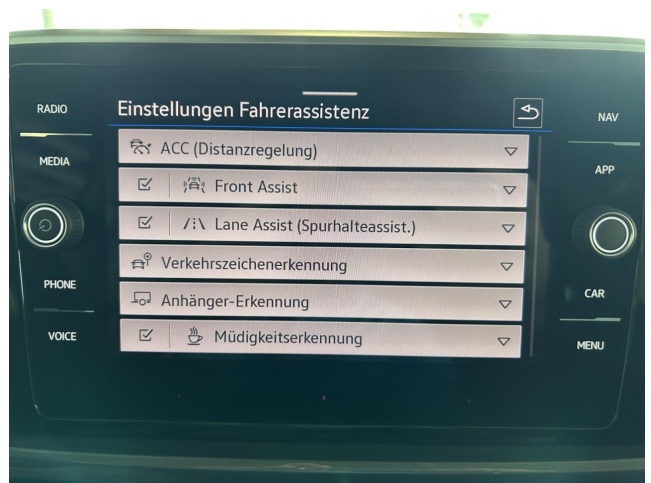 RADIO
MEDIA
PHONE
VOICE
Einstellungen Fahrerassistenz
ACC (Distanzregelung)
Front Assist
Lane Assist (Spurhalteassist.)
Verkehrszeichenerkennung
Anhänger-Erkennung
Müdigkeitserkennung
NAV
APP
CAR
MENU